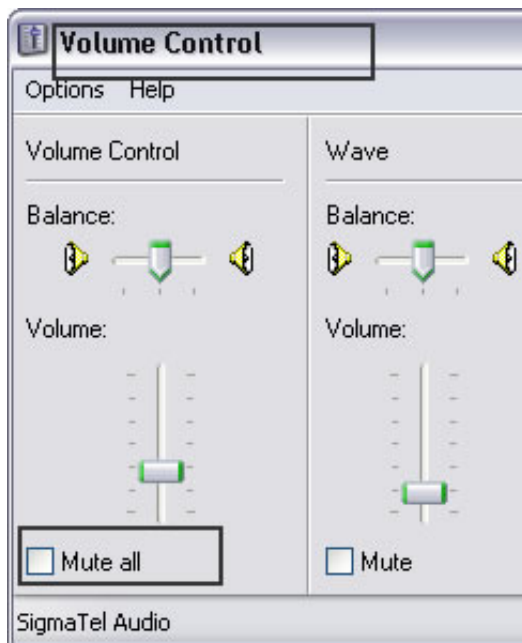 Volume Control
Options Help
Volume Control
Balance:
Volume:
Mute all
Wave
Balance:
Volume:
Mute
SigmaTel Audio